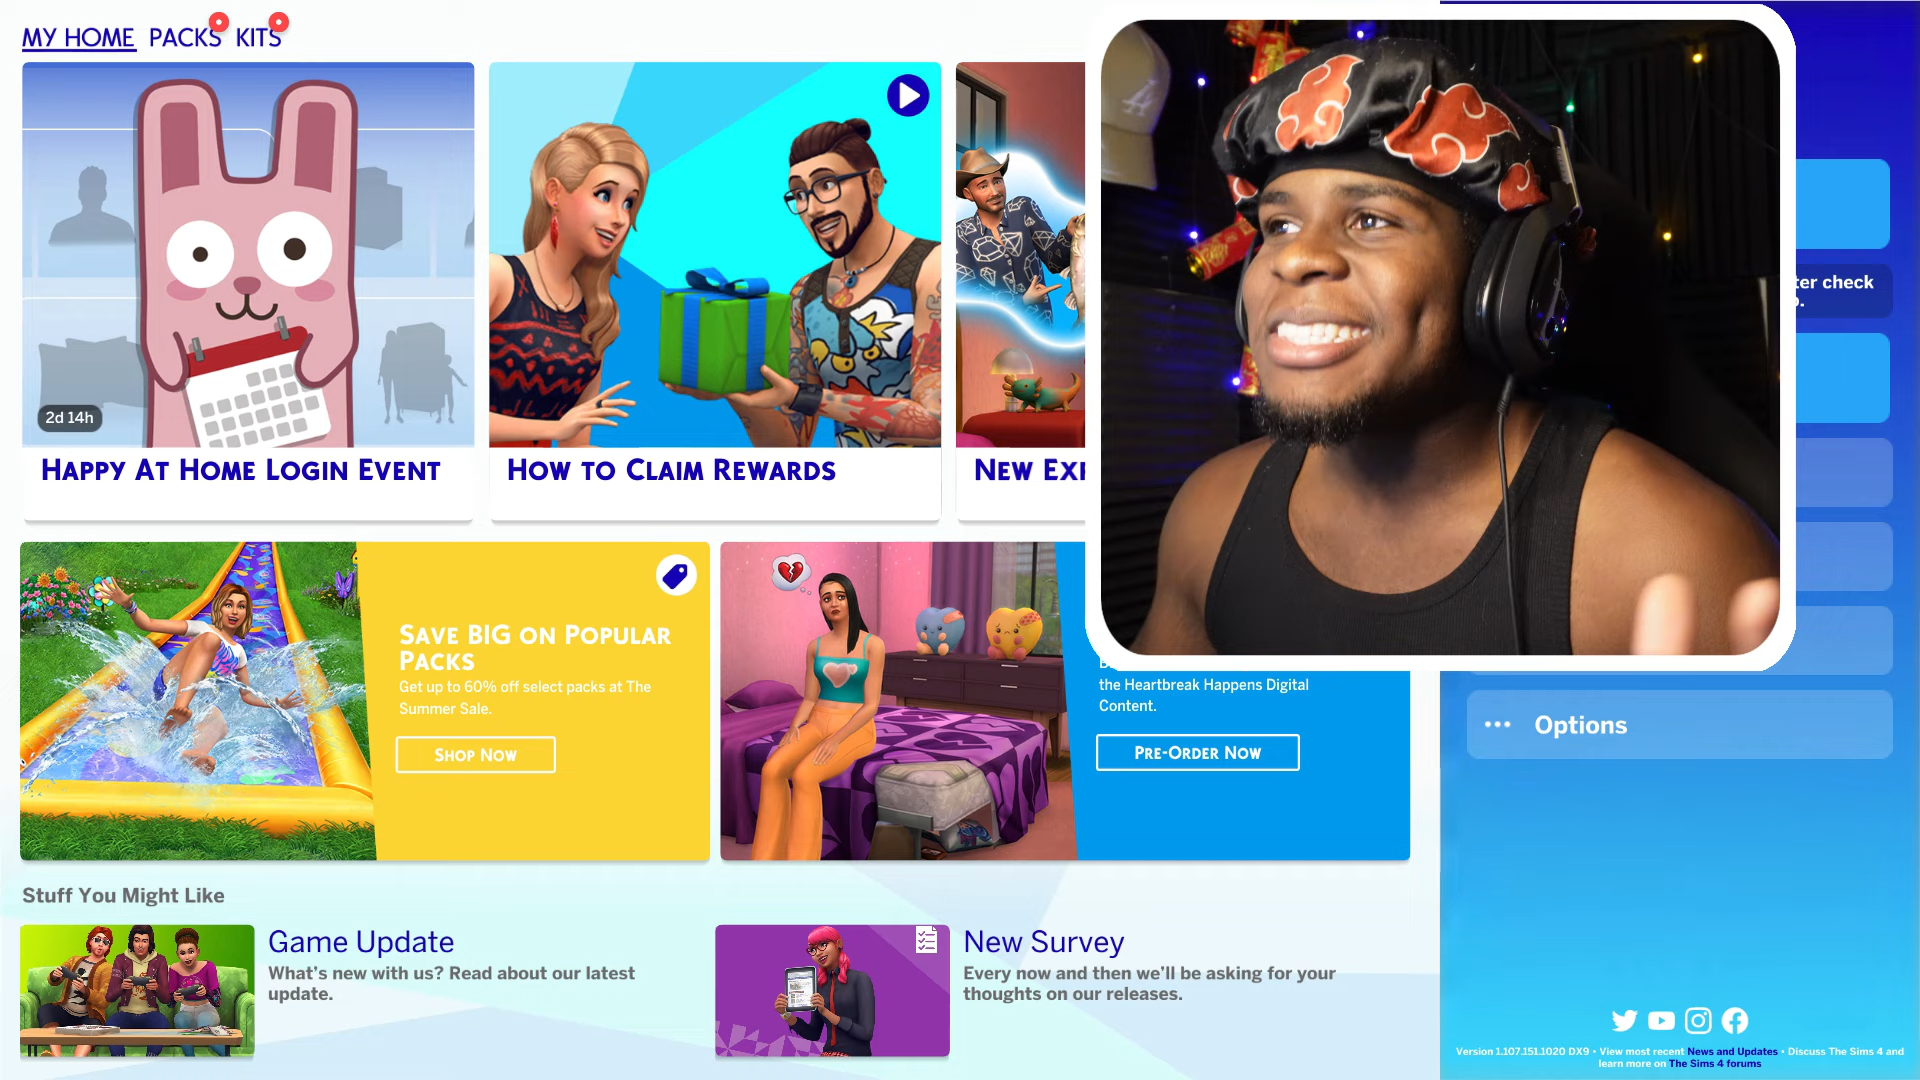 MY HOME PACKS KITS
2d 14h
HAPPY AT HOME LOGIN EVENT
HOW TO CLAIM REWARDS
NEW
ter check
SAVE BIG ON POPULAR
PACKS
Get up to 60% off select packs at The
Summer Sale.
SHOP NOW
the Heartbreak Happens Digital
Content.
PRE-ORDER NOW
Options
Stuff You Might Like
Game Update
What's new with us? Read about our latest
update.
New Survey
Every now and then we'll be asking for your
thoughts on our releases.
Version 1.107.151.1020 DX9 • View most recent News and Updates • Discuss The Sims 4 and
learn more on The Sims 4 forums